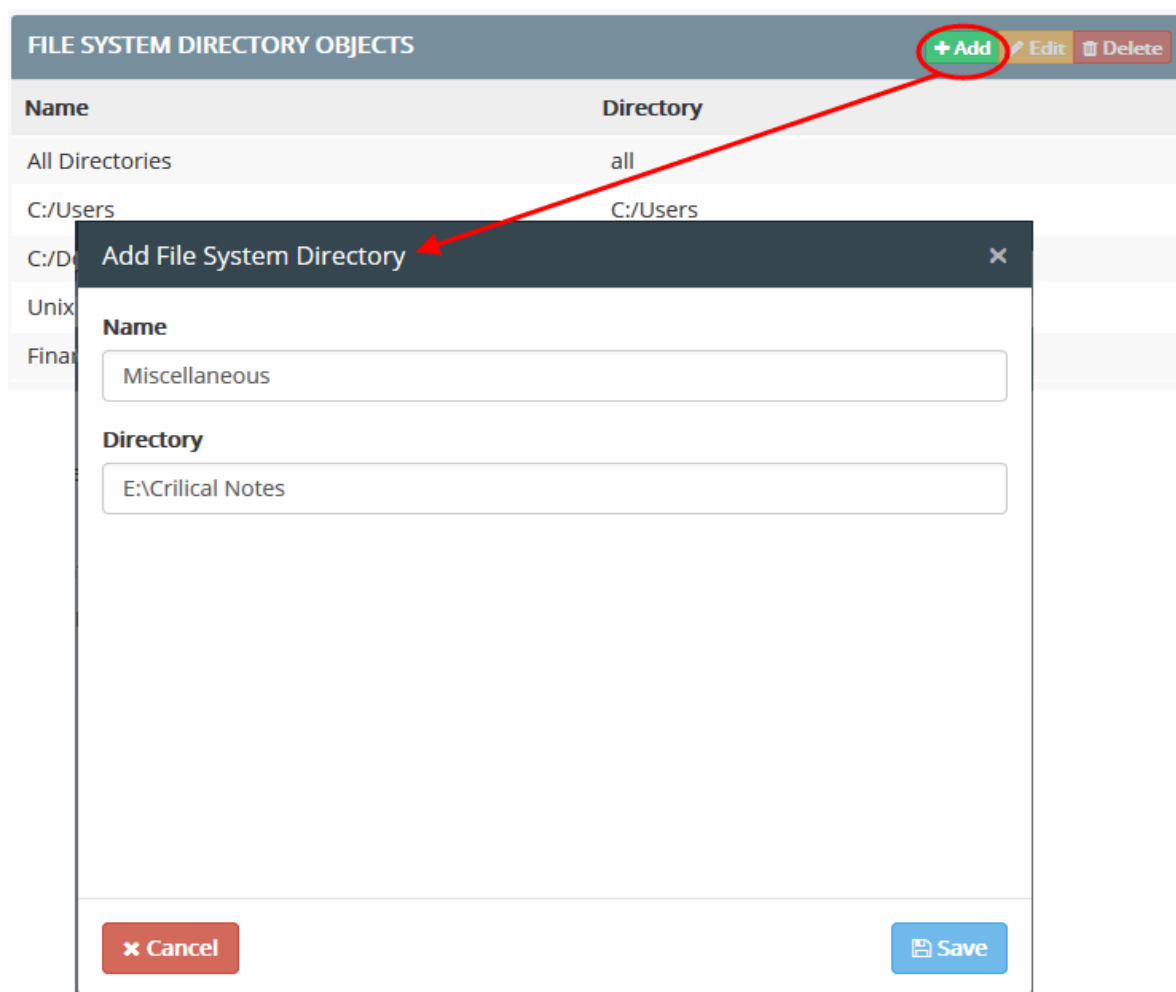 FILE SYSTEM DIRECTORY OBJECTS Add Edit Delete
Name Directory
All Directories all
C:/Users C:/Users
Add File System Directory
Unix
Name
Miscellaneous
Directory
E:\Crilical Notes
Cancel Save